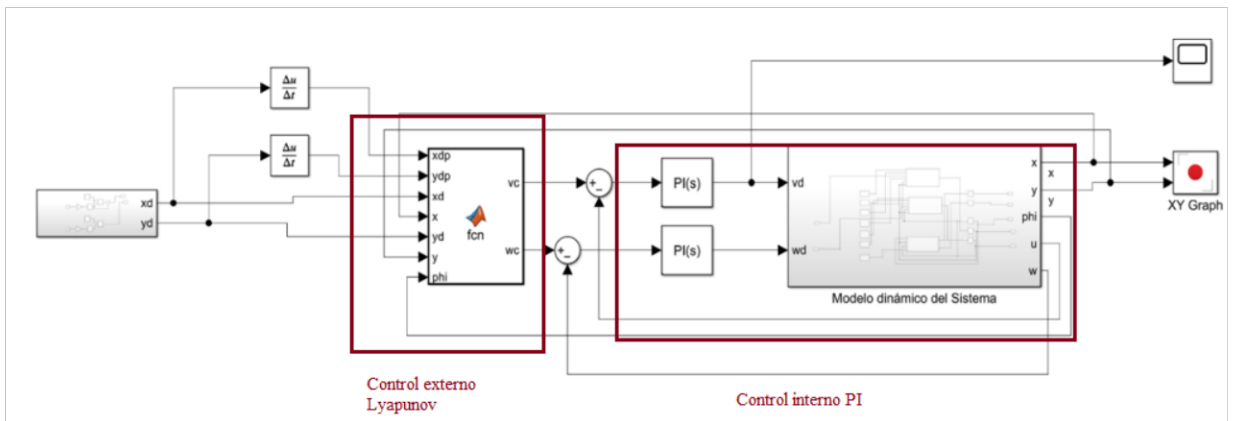 Δu
Δt
Δu
Δt
xd
yd
xdp
ydp
xd
x
yd
y
phi
fcn
vc
wc
+
-
+
-
PI(s)
PI(s)
vd
wd
x
y
phi
u
w
x
y
Modelo dinámico del Sistema
XY Graph
Control externo
Lyapunov
Control interno PI